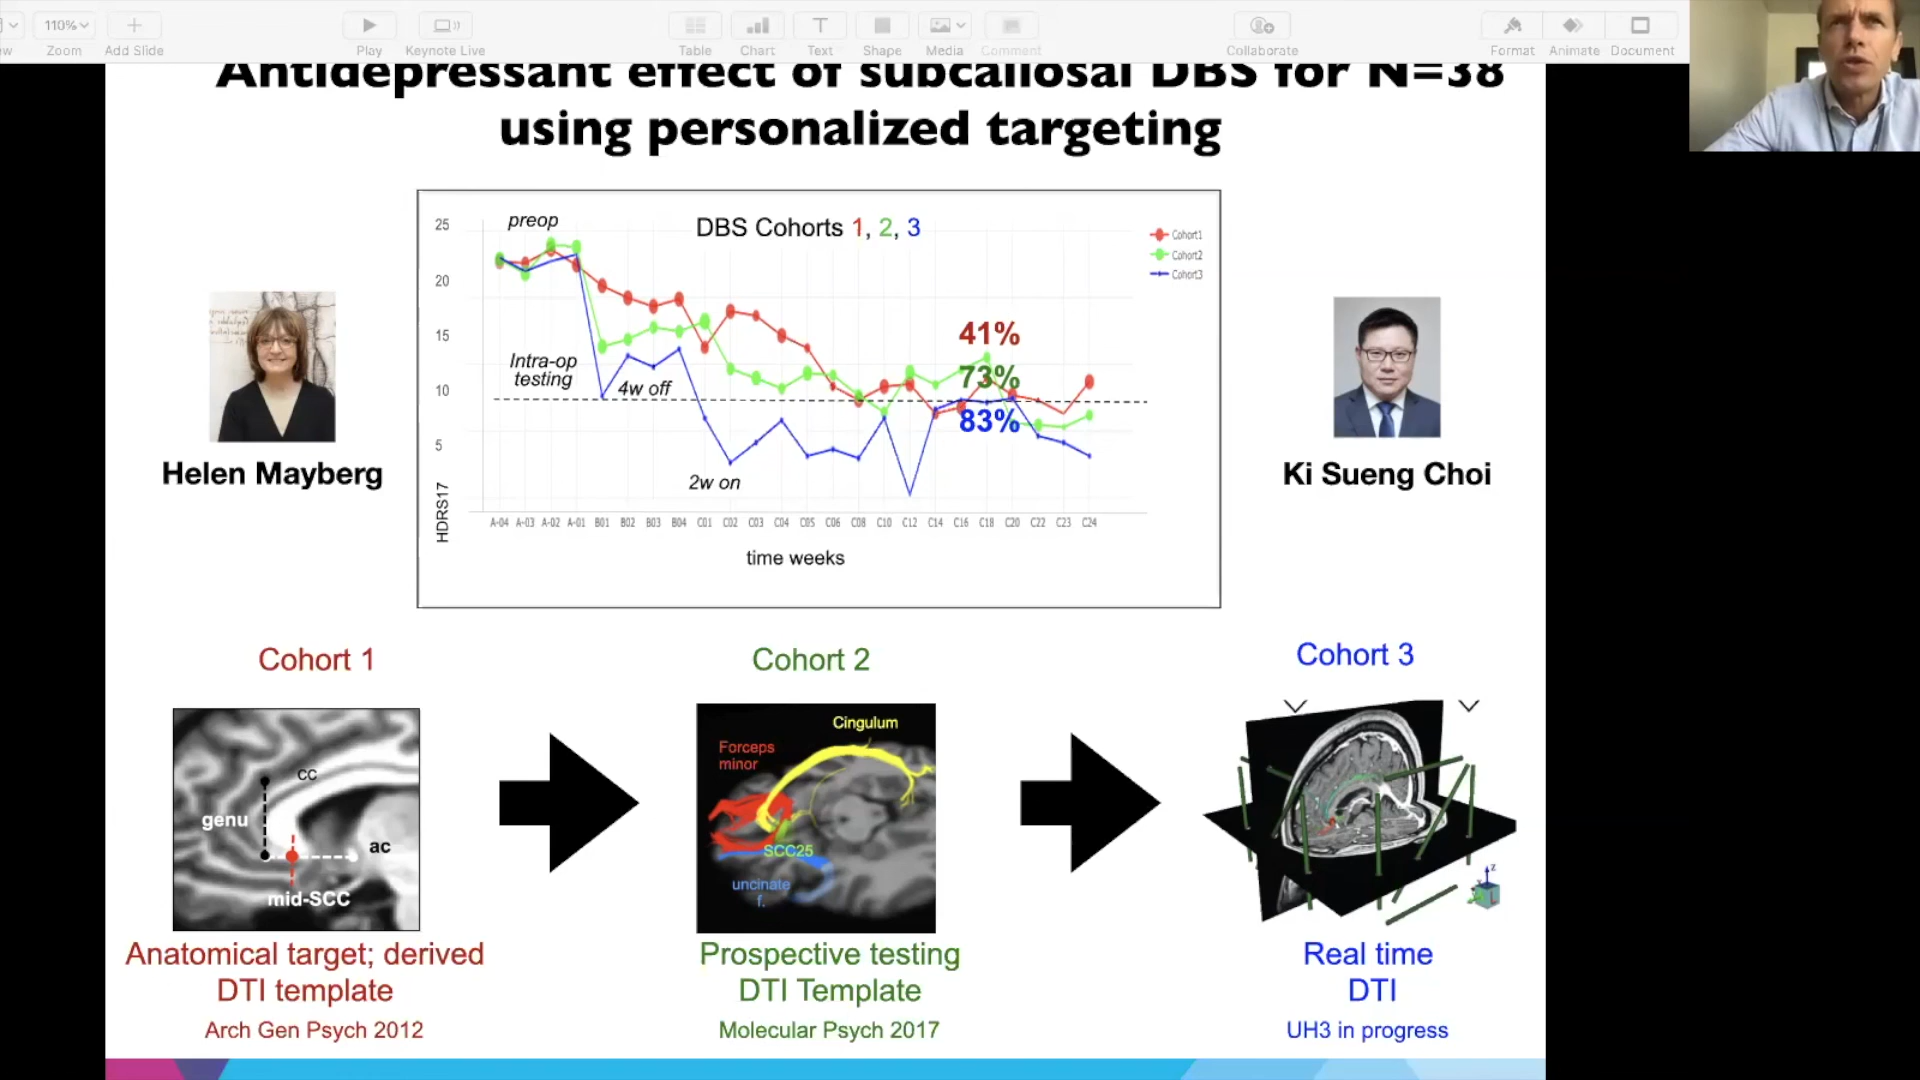 110%
Zoom
Add Slide
Play
Keynote Live
Table
Chart
Text
Shape
Media
Comment
Collaborate
Format
Animate
Document
Antidepressant effect of subcallosal DBS for N=38
using personalized targeting
DBS Cohorts 1, 2, 3
preop
Cohort1
Cohort2
Cohort3
25
20
15
10
5
HDRS17
Intra-op
testing
4w off
2w on
41%
73%
83%
A-04 A-03 A-02 A-01 B01 B02 B03 B04 C01 C02 C03 C04 C05 C06 C08 C10 C12 C14 C16 C18 C20 C22 C23 C24
time weeks
Helen Mayberg
Ki Sueng Choi
Cohort 1
Cohort 2
Cohort 3
cc
genu
ac
mid-SCC
Cingulum
Forceps
minor
SCC25
uncinate
f.
z
Anatomical target; derived
DTI template
Arch Gen Psych 2012
Prospective testing
DTI Template
Molecular Psych 2017
Real time
DTI
UH3 in progress